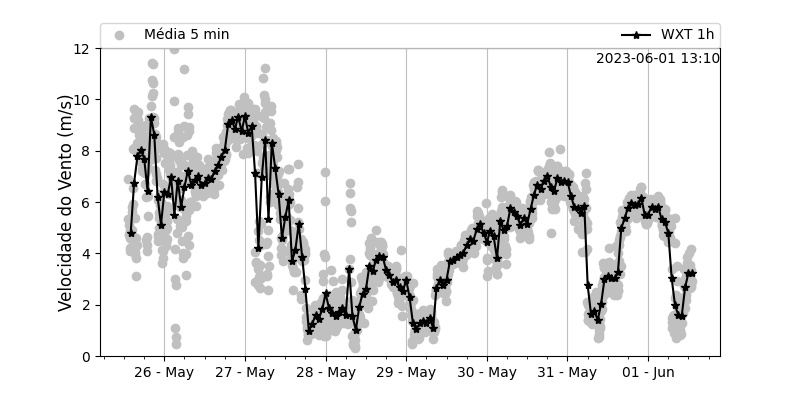 Média 5 min
WXT 1h
2023-06-01 13:10
Velocidade do Vento (m/s)
12
10
8
6
4
2
0
26 - May
27 - May
28 - May
29 - May
30 - May
31 - May
01 - Jun